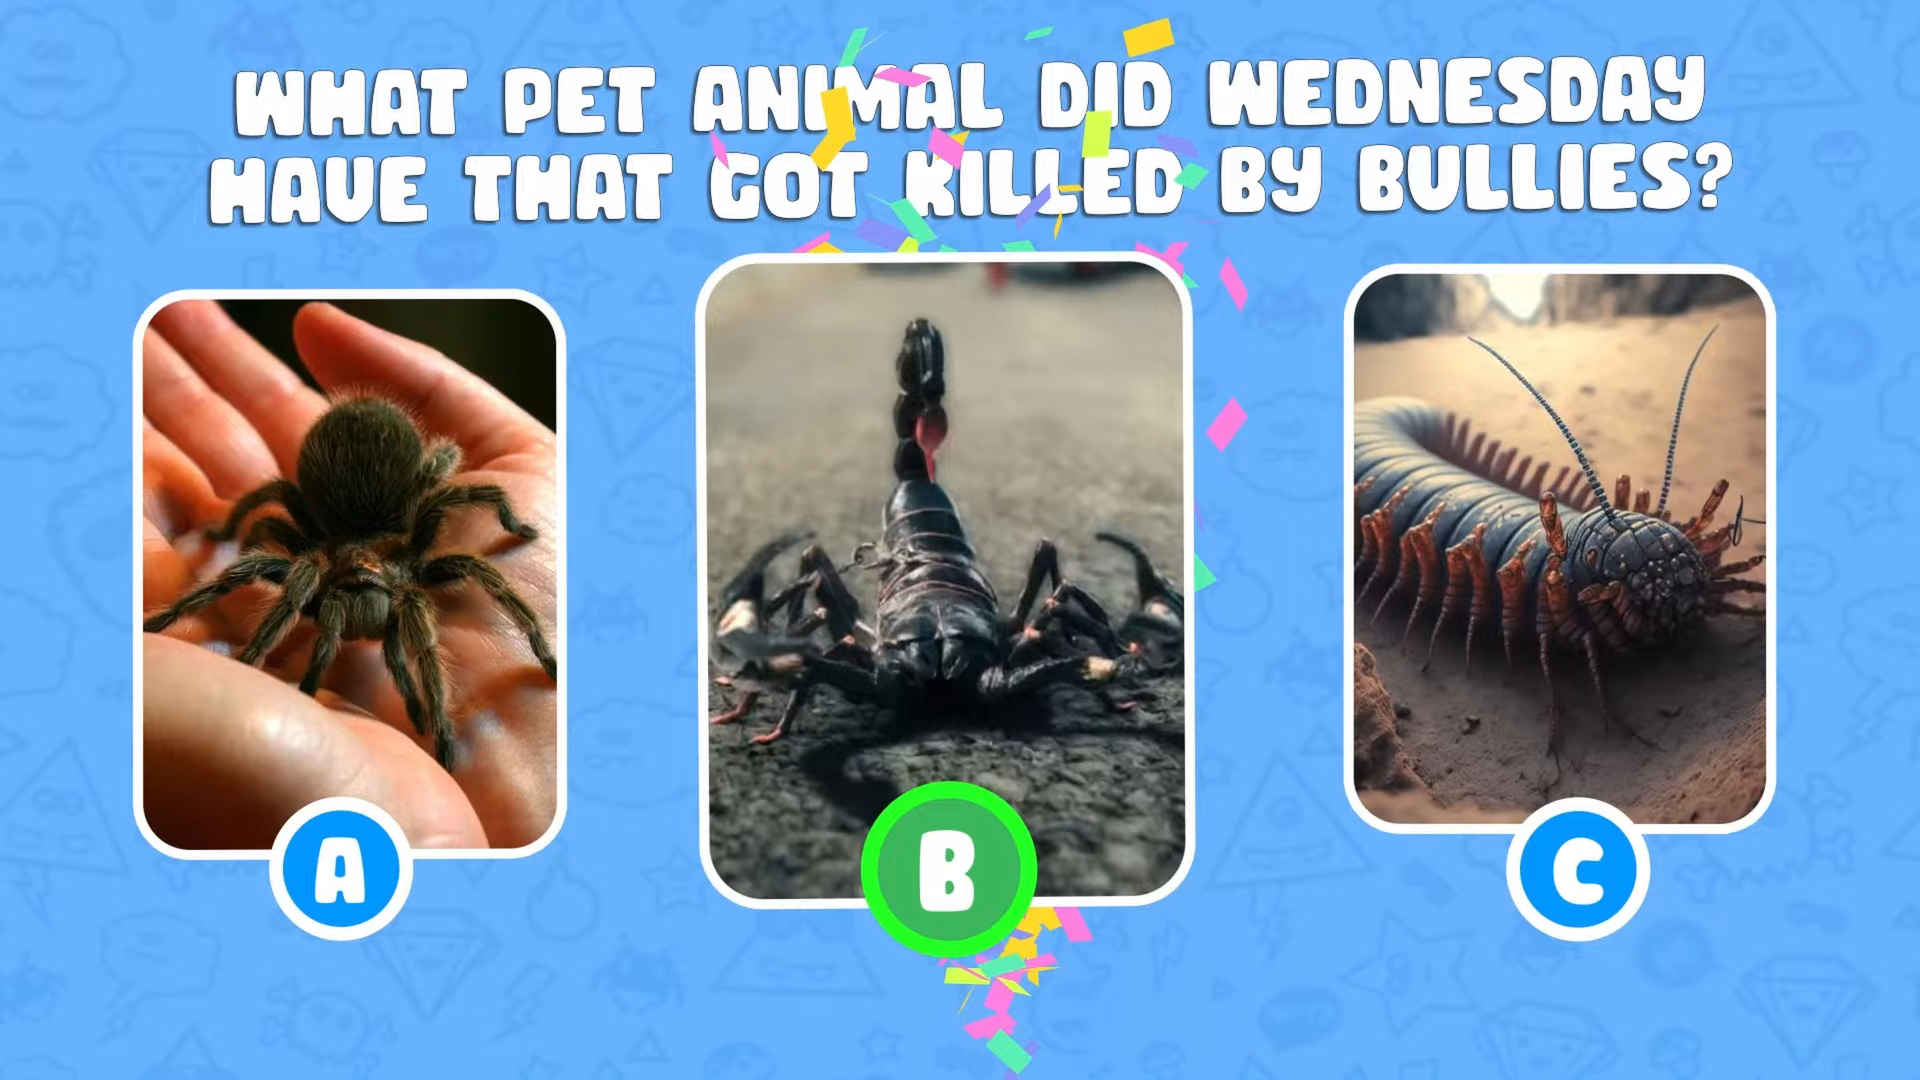 WHAT PET ANIMAL DID WEDNESDAY
HAVE THAT GOT KILLED BY BULLIES?
A
B
C